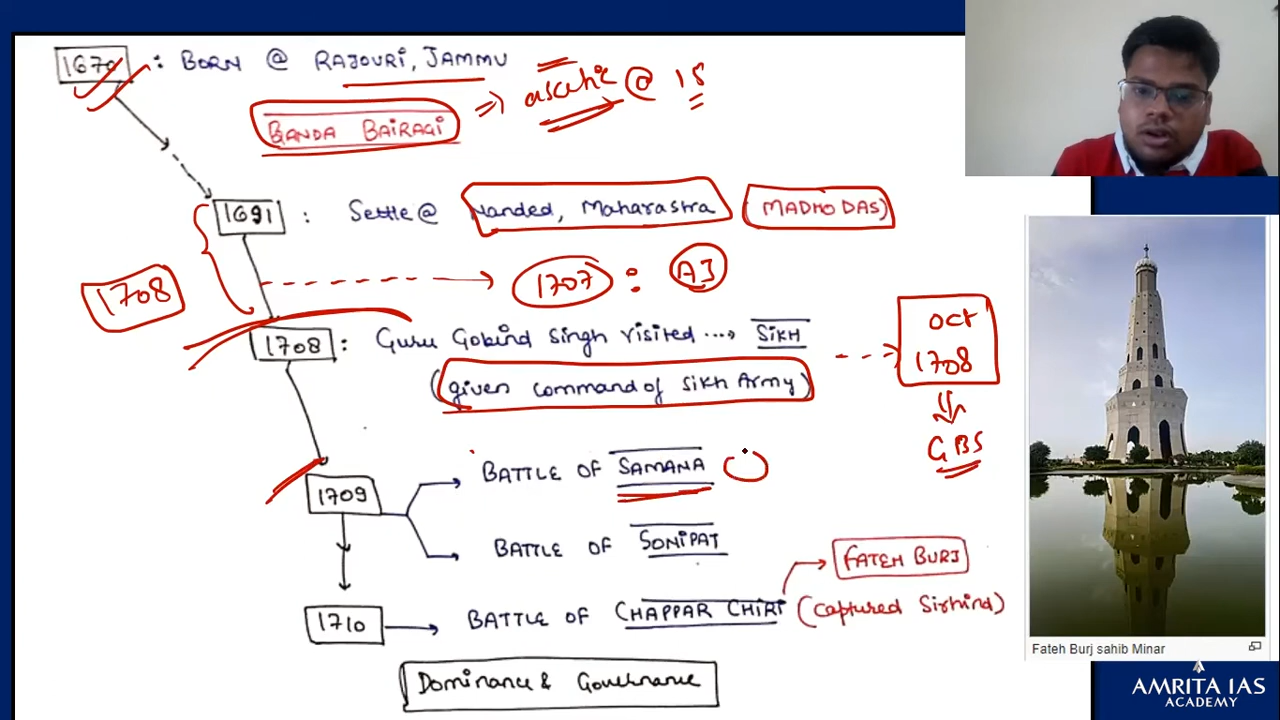 1670 : BORN @ RAJOURI, JAMMU
BANDA BAIRAGI ⇒ ascetic @ 15
1691 : Settle @ Nanded, Maharastra (MADHO DAS)
1707 : AJ
1708
1708 : Guru Gobind Singh visited ...→ SIKH
(given command of Sikh Army)
Oct
1708
GBS
1709
BATTLE OF SAMANA
BATTLE OF SONIPAT
FATEH BURJ
1710 → BATTLE OF CHAPPAR CHIRI (Captured Sirhind)
Dominance & Governance
Fateh Burj sahib Minar
AMRITA IAS
ACADEMY